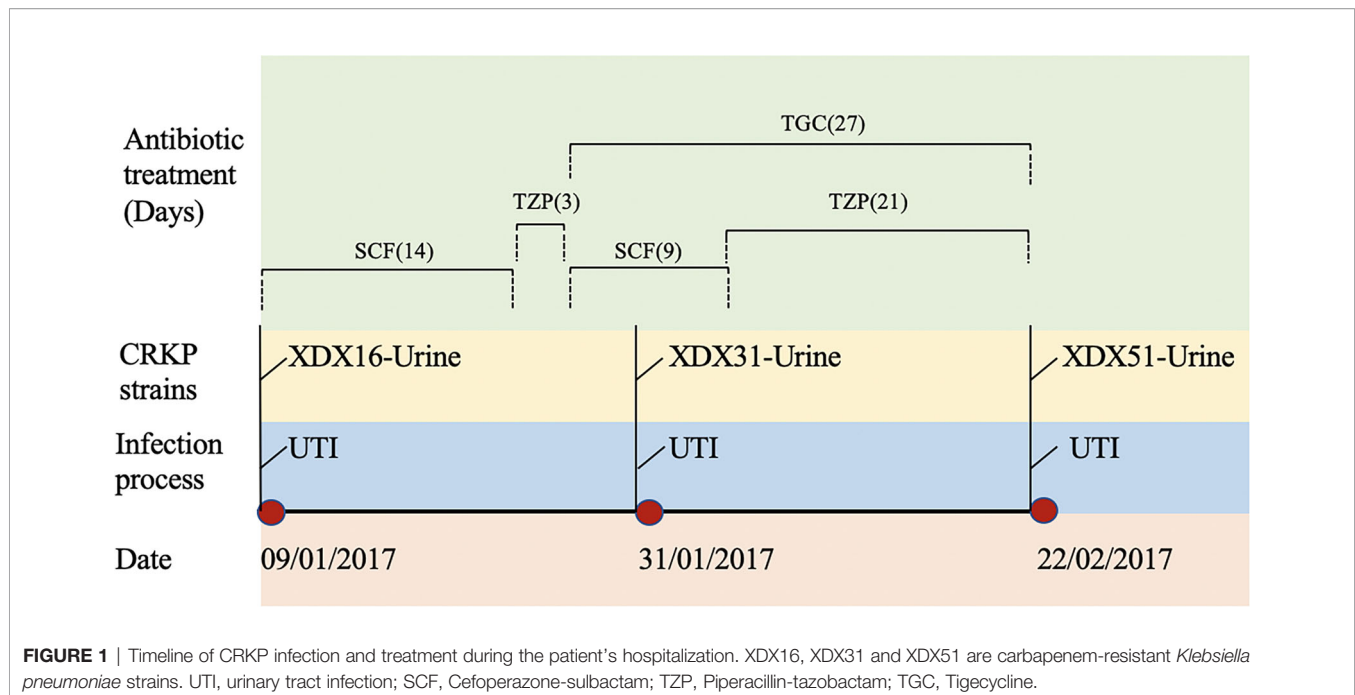 TGC(27)
Antibiotic
treatment
(Days)
TZP(3)
TZP(21)
SCF(14)
SCF(9)
CRKP
strains
XDX16-Urine
XDX31-Urine
XDX51-Urine
Infection
process
UTI
UTI
UTI
Date
09/01/2017
31/01/2017
22/02/2017
FIGURE 1 | Timeline of CRKP infection and treatment during the patient’s hospitalization. XDX16, XDX31 and XDX51 are carbapenem-resistant Klebsiella
pneumoniae strains. UTI, urinary tract infection; SCF, Cefoperazone-sulbactam; TZP, Piperacillin-tazobactam; TGC, Tigecycline.